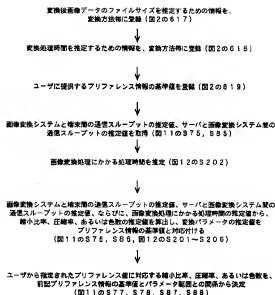 変換後画像データのファイルサイズを推定するための情報を、
変換方法毎に登録(図2の617)
変換処理時間を推定するための情報を、変換方法毎に登録(図2の618)
ユーザに提供するプリファレンス情報の基準値を登録(図2の619)
画像変換システムと端末間の通信スループットの推定値、サーバと画像変換システム間の
通信スループットの推定値を取得(図11のS75、S85)
画像変換処理にかかる処理時間を推定(図12のS202)
画像変換システムと端末間の通信スループットの推定値、サーバと画像変換システム間の
通信スループットの推定値、ならびに、画像変換処理にかかる処理時間の推定値から、
縮小比率、圧縮率、あるいは色数の推定値を算出し、変換パラメータの推定値を
プリファレンス情報の基準値と対応付ける
(図11のS76、S86、図12のS201~S206)
ユーザから指定されたプリファレンス値に対応する縮小比率、圧縮率、あるいは色数を、
前記プリファレンス情報の基準値とパラメータ範囲との関係から決定
(図11のS77、S78、S87、S88)